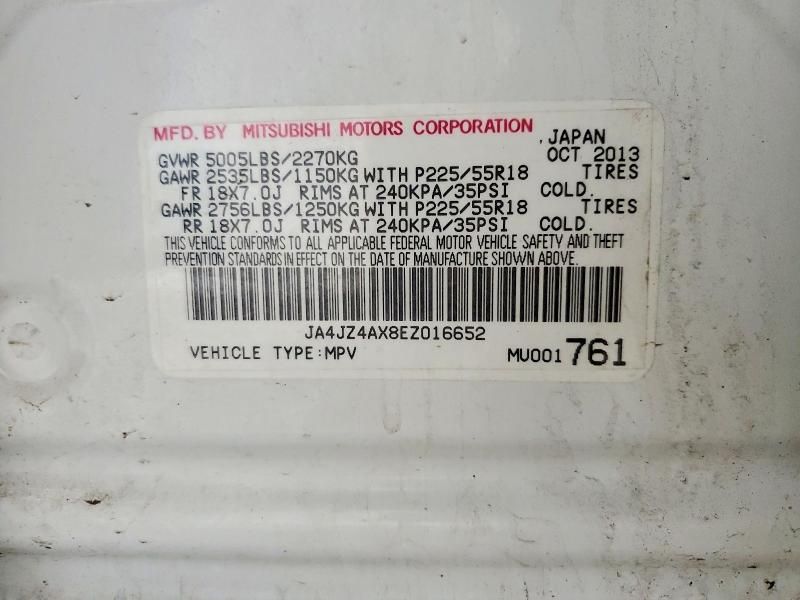 MFD. BY MITSUBISHI MOTORS CORPORATION , JAPAN
GVWR 5005LBS/2270KG OCT 2013
GAWR 2535LBS/1150KG WITH P225/55R18 TIRES
FR 18X7.0J RIMS AT 240KPA/35PSI COLD.
GAWR 2756LBS/1250KG WITH P225/55R18 TIRES
RR 18X7.0J RIMS AT 240KPA/35PSI COLD.
THIS VEHICLE CONFORMS TO ALL APPLICABLE FEDERAL MOTOR VEHICLE SAFETY AND THEFT
PREVENTION STANDARDS IN EFFECT ON THE DATE OF MANUFACTURE SHOWN ABOVE.
JA4JZ4AX8EZ016652
VEHICLE TYPE:MPV MU001 761